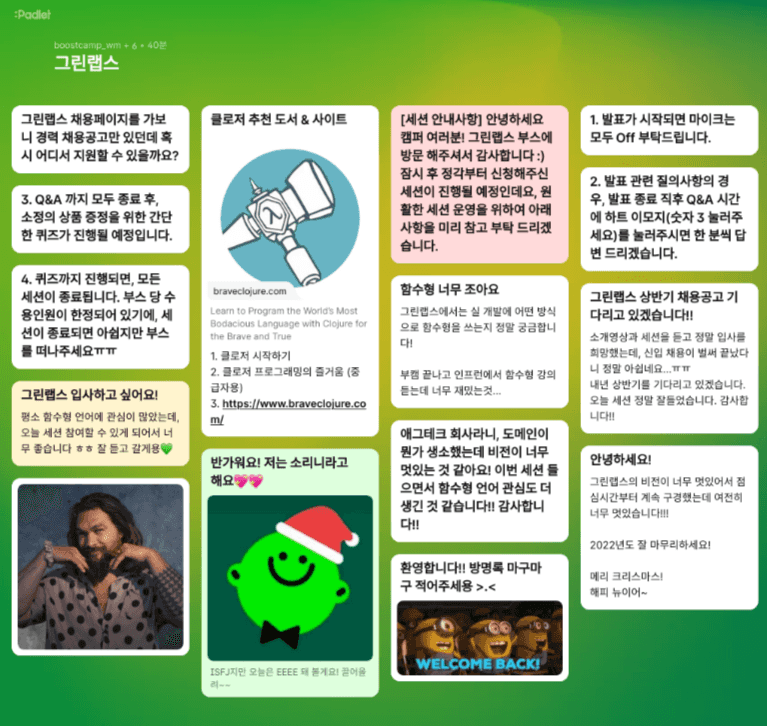 :Padlet
boostcamp_wm + 6 • 40분
그린랩스
그린랩스 채용페이지를 가보
니 경력 채용공고만 있던데 혹
시 어디서 지원할 수 있을까요?
3. Q&A 까지 모두 종료 후,
소정의 상품 증정을 위한 간단
한 퀴즈가 진행될 예정입니다.
4. 퀴즈까지 진행되면, 모든
세션이 종료됩니다. 부스 당 수
용인원이 한정되어 있기에, 세
션이 종료되면 아쉽지만 부스
를 떠나주세요ㅠㅠ
그린랩스 입사하고 싶어요!
평소 함수형 언어에 관심이 많았는데,
오늘 세션 참여할 수 있게 되어서 너
무 좋습니다 ㅎㅎ 잘 듣고 갈게용💚
클로저 추천 도서 & 사이트
λ
braveclojure.com
Learn to Program the World's Most
Bodacious Language with Clojure for
the Brave and True
1. 클로저 시작하기
2. 클로저 프로그래밍의 즐거움 (중
급자용)
3. https://www.braveclojure.co
m/
반가워요! 저는 소리니라고
해요💖💖
ISFJ지만 오늘은 EEEE 돼 볼게요! 끌어올
려~~
[세션 안내사항] 안녕하세요
캠퍼 여러분! 그린랩스 부스에
방문 해주셔서 감사합니다 :)
잠시 후 정각부터 신청해주신
세션이 진행될 예정인데요, 원
활한 세션 운영을 위하여 아래
사항을 미리 참고 부탁 드리겠
습니다.
함수형 너무 조아요
그린랩스에서는 실 개발에 어떤 방식
으로 함수형을 쓰는지 정말 궁금합니
다!
부캠 끝나고 인프런에서 함수형 강의
듣는데 너무 재밌는것...
애그테크 회사라니, 도메인이
뭔가 생소했는데 비전이 너무
멋있는 것 같아요! 이번 세션 들
으면서 함수형 언어 관심도 더
생긴 것 같습니다!! 감사합니
다!!
환영합니다!! 방명록 마구마
구 적어주세용 >.<
WELCOME BACK!
1. 발표가 시작되면 마이크는
모두 Off 부탁드립니다.
2. 발표 관련 질의사항의 경
우, 발표 종료 직후 Q&A 시간
에 하트 이모지(숫자 3 눌러주
세요)를 눌러주시면 한 분씩 답
변 드리겠습니다.
그린랩스 상반기 채용공고 기
다리고 있겠습니다!!
소개영상과 세션을 듣고 정말 입사를
희망했는데, 신입 채용이 벌써 끝났다
니 정말 아쉽네요...ㅠㅠ
내년 상반기를 기다리고 있겠습니다.
오늘 세션 정말 잘들었습니다. 감사합
니다!!
안녕하세요!
그린랩스의 비전이 너무 멋있어서 점
심시간부터 계속 구경했는데 여전히
너무 멋있습니다!!!
2022년도 잘 마무리하세요!
메리 크리스마스!
해피 뉴이어~